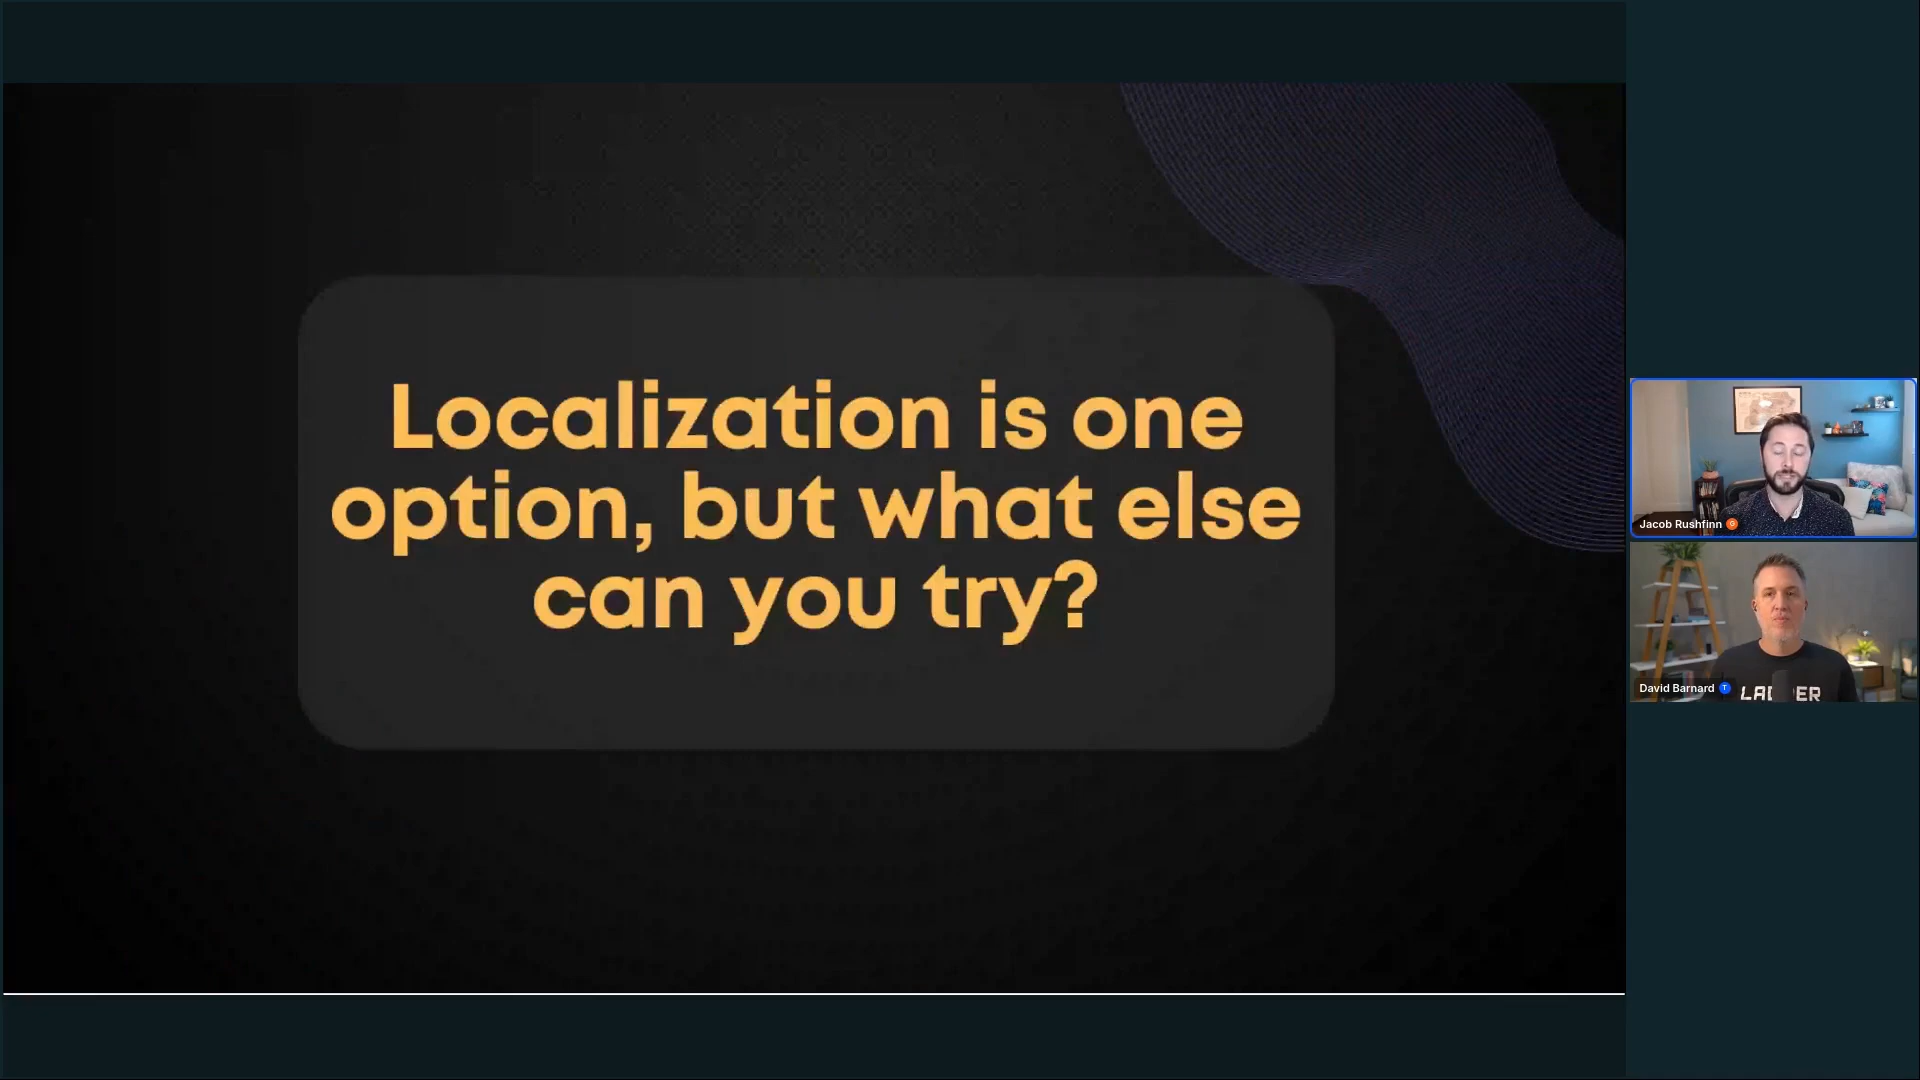 Localization is one
option, but what else
can you try?
Jacob Rushfinn
David Barnard
T